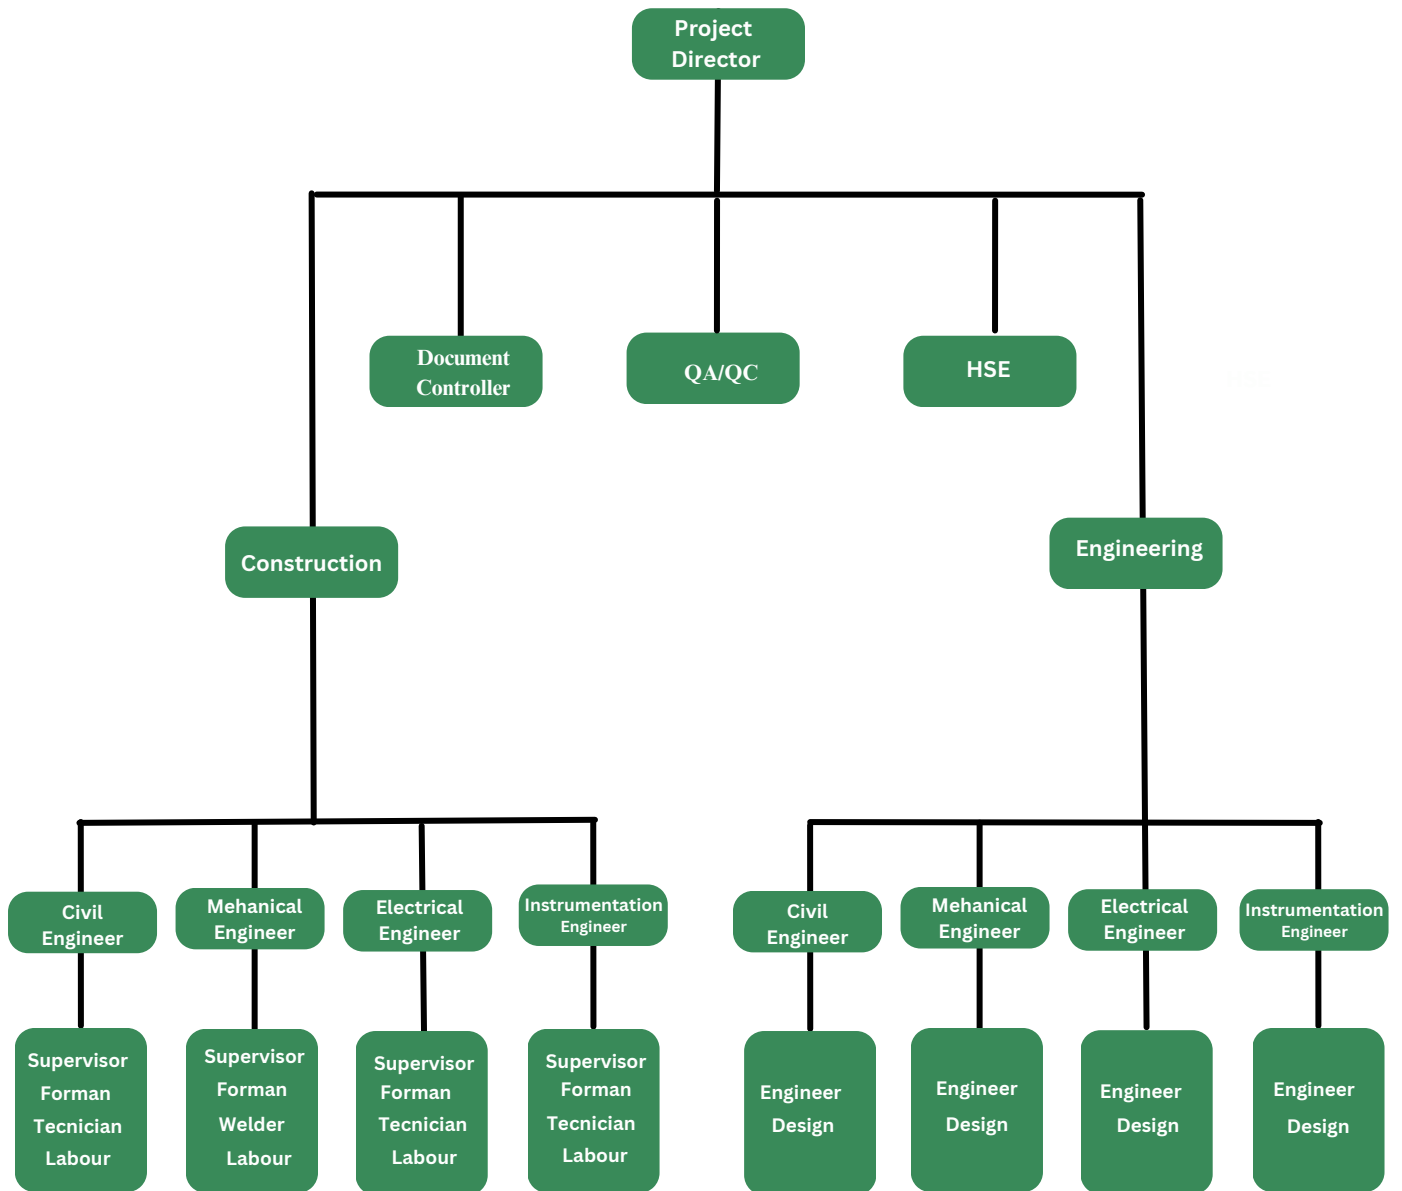 Project
Director
Document
Controller
QA/QC
HSE
Construction
Engineering
Civil
Engineer
Mehanical
Engineer
Electrical
Engineer
Instrumentation
Engineer
Civil
Engineer
Mehanical
Engineer
Electrical
Engineer
Instrumentation
Engineer
Supervisor
Forman
Tecnician
Labour
Supervisor
Forman
Welder
Labour
Supervisor
Forman
Tecnician
Labour
Supervisor
Forman
Tecnician
Labour
Engineer
Design
Engineer
Design
Engineer
Design
Engineer
Design